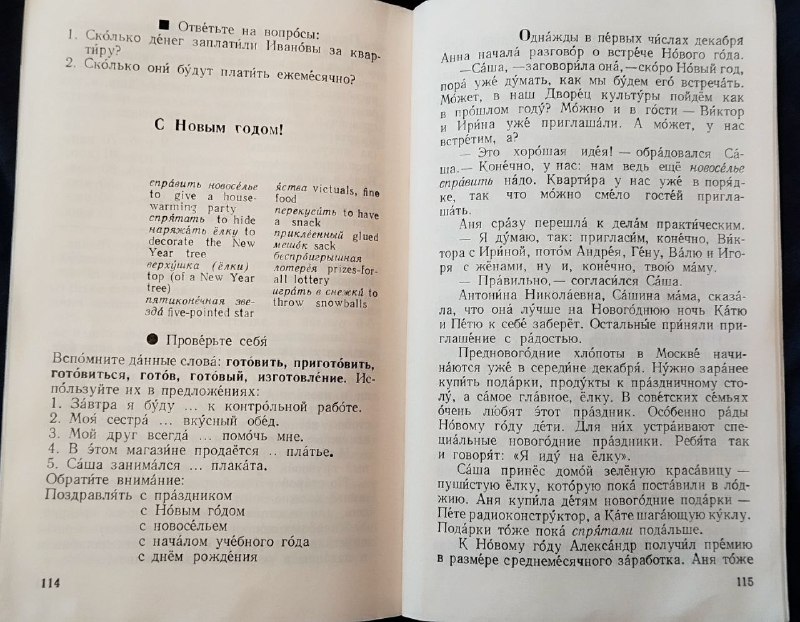 ■ Отве́тьте на вопро́сы:
1. Ско́лько де́нег заплати́ли Ивано́вы за квар-
ти́ру?
2. Ско́лько они́ бу́дут плати́ть ежеме́сячно?
С Но́вым го́дом!
спра́вить новосе́лье
to give a house-
warming party
спря́тать to hide
наряжа́ть ёлку to
decorate the New
Year tree
верху́шка (ёлки)
top (of a New Year
tree)
пятиконе́чная зве-
зда́ five-pointed star
я́ства victuals, fine
food
перекуси́ть to have
a snack
прикле́енный glued
мешо́к sack
беспро́игрышная
лотере́я prizes-for-
all lottery
игра́ть в снежки́ to
throw snowballs
● Прове́рьте себя́
Вспо́мните да́нные слова́: гото́вить, пригото́вить,
гото́виться, гото́в, гото́вый, изготовле́ние. Ис-
по́льзуйте их в предложе́ниях:
1. За́втра я бу́ду ... к контро́льной рабо́те.
2. Моя́ сестра́ ... вку́сный обе́д.
3. Мой друг всегда́ ... помо́чь мне.
4. В э́том магази́не продаётся ... пла́тье.
5. Са́ша занима́лся ... плака́та.
Обрати́те внима́ние:
Поздравля́ть с пра́здником
с Но́вым го́дом
с новосе́льем
с нача́лом уче́бного го́да
с днём рожде́ния
114
Одна́жды в пе́рвых чи́слах декабря́
Анна начала́ разгово́р о встре́че Но́вого го́да.
— Са́ша, — заговори́ла она́, — ско́ро Но́вый год,
пора́ уже́ ду́мать, как мы бу́дем его́ встреча́ть.
Мо́жет, в наш Дворе́ц культу́ры пойдём как
в про́шлом году́? Мо́жно и в го́сти — Ви́ктор
и Ири́на уже́ приглаша́ли. А мо́жет, у нас
встре́тим, а?
— Это хоро́шая иде́я! — обра́довался Са́-
ша. — Коне́чно, у нас: нам ведь ещё новосе́лье
спра́вить на́до. Кварти́ра у нас уже́ в поря́д-
ке, так что мо́жно сме́ло госте́й пригла-
ша́ть.
Аня сра́зу перешла́ к дела́м практи́ческим.
— Я ду́маю, так: пригласи́м, коне́чно, Ви́к-
тора с Ири́ной, пото́м Андре́я, Ге́ну, Ва́лю и Иго-
ря с жёнами, ну и, коне́чно, твою́ ма́му.
— Пра́вильно, — согласи́лся Са́ша.
Антони́на Никола́евна, Са́шина ма́ма, сказа́-
ла, что она́ лу́чше на Нового́днюю ночь Ка́тю
и Пе́тю к себе́ заберёт. Остальны́е при́няли при-
глаше́ние с ра́достью.
Предновогодние хло́поты в Москве́ начи-
на́ются уже́ в середи́не декабря́. Ну́жно зара́нее
купи́ть пода́рки, проду́кты к пра́здничному сто-
лу́, а са́мое гла́вное, ёлку. В сове́тских се́мьях
о́чень лю́бят э́тот пра́здник. Осо́бенно ра́ды
Но́вому го́ду де́ти. Для ни́х устра́ивают спе-
циа́льные нового́дние пра́здники. Ребя́та так
и говоря́т: «Я иду́ на ёлку».
Са́ша принёс домо́й зелёную краса́вицу —
пуши́стую ёлку, кото́рую пока́ поста́вили в ло́д-
жию. Аня купи́ла де́тям нового́дние пода́рки —
Пе́те радиоконстру́ктор, а Ка́те шага́ющую ку́клу.
Пода́рки то́же пока́ спря́тали пода́льше.
К Но́вому го́ду Алекса́ндр получи́л пре́мию
в разме́ре среднеме́сячного за́работка. Аня то́же
115